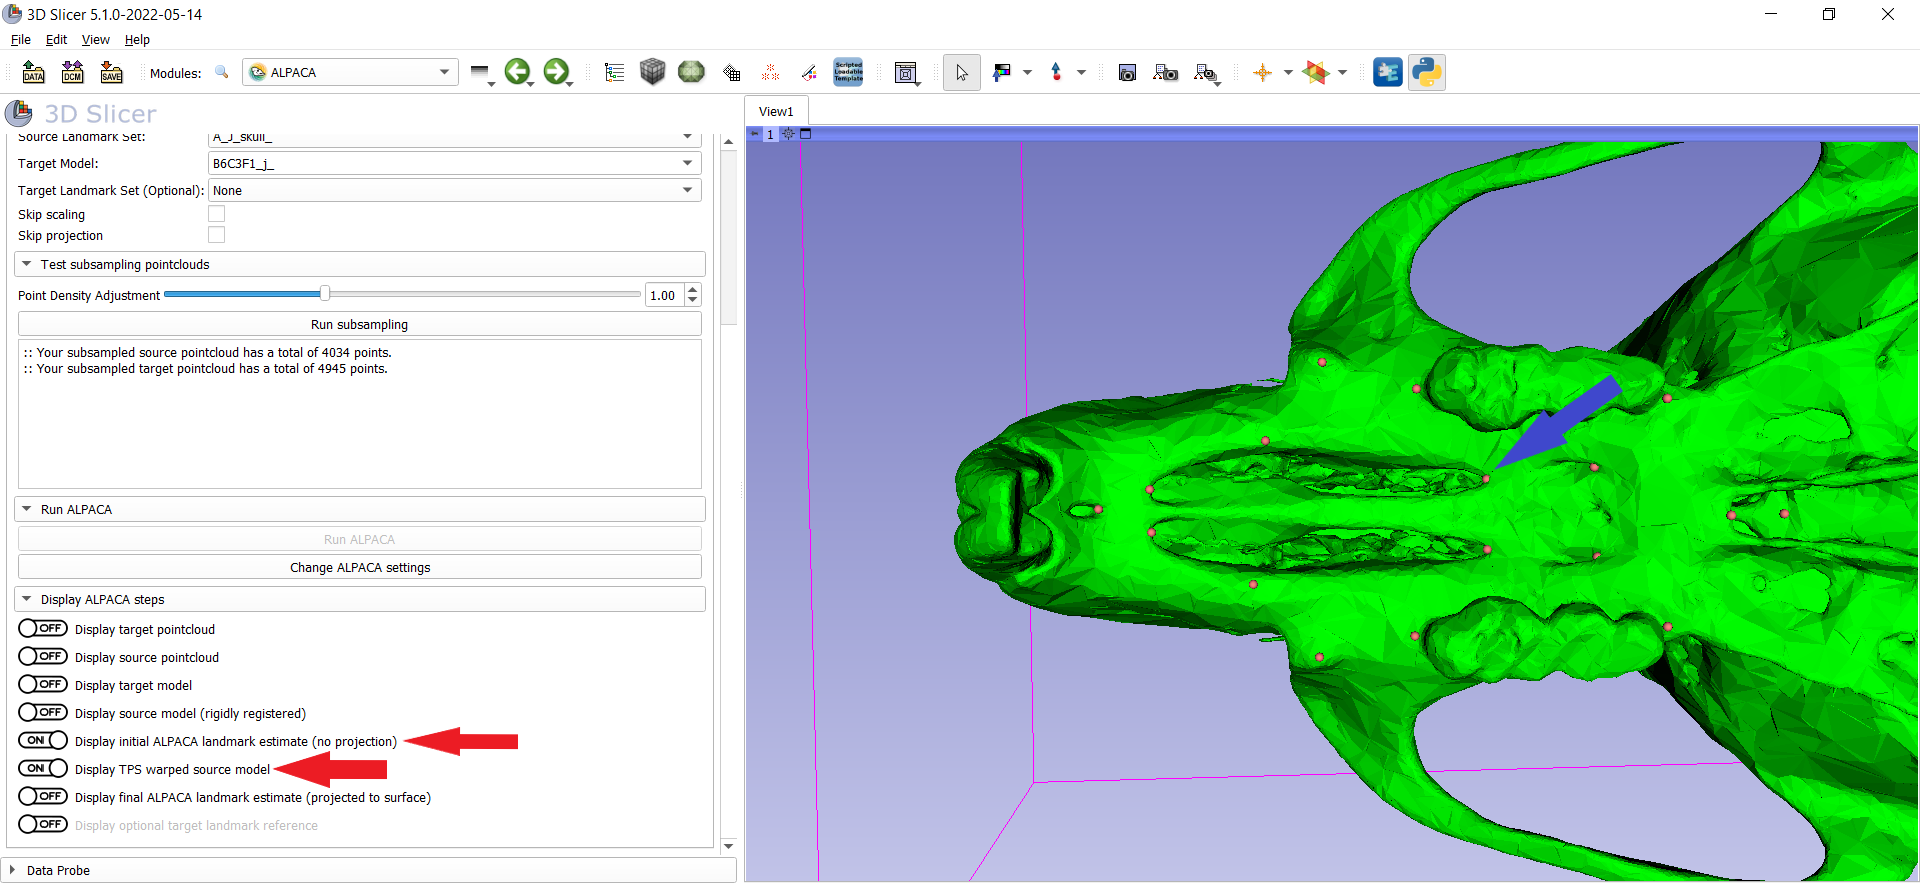 3D Slicer 5.1.0-2022-05-14
File Edit View Help
DATA DCM SAVE Modules: ALPACA Scripted Loadable Template
3D Slicer
Source Landmark Set: A_J_skull_
Target Model: B6C3F1_j_
Target Landmark Set (Optional): None
Skip scaling
Skip projection
Test subsampling pointclouds
Point Density Adjustment 1.00
Run subsampling
:: Your subsampled source pointcloud has a total of 4034 points.
:: Your subsampled target pointcloud has a total of 4945 points.
Run ALPACA
Run ALPACA
Change ALPACA settings
Display ALPACA steps
OFF Display target pointcloud
OFF Display source pointcloud
OFF Display target model
OFF Display source model (rigidly registered)
ON Display initial ALPACA landmark estimate (no projection)
ON Display TPS warped source model
OFF Display final ALPACA landmark estimate (projected to surface)
OFF Display optional target landmark reference
Data Probe
View1
1